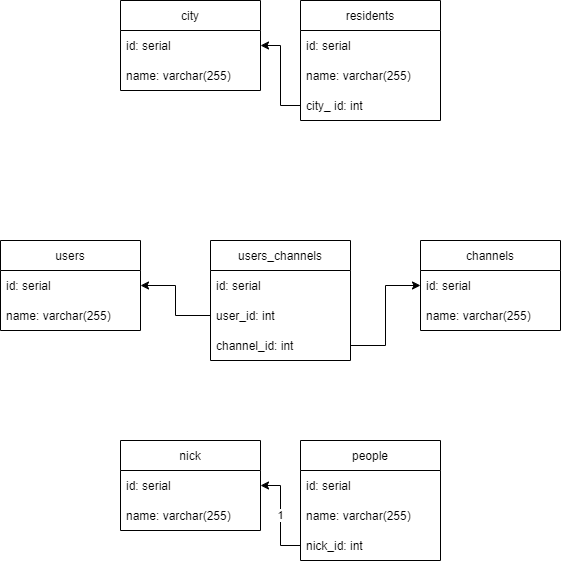 city
id: serial
name: varchar(255)
residents
id: serial
name: varchar(255)
city_ id: int
users
id: serial
name: varchar(255)
users_channels
id: serial
user_id: int
channel_id: int
channels
id: serial
name: varchar(255)
nick
id: serial
name: varchar(255)
1
people
id: serial
name: varchar(255)
nick_id: int